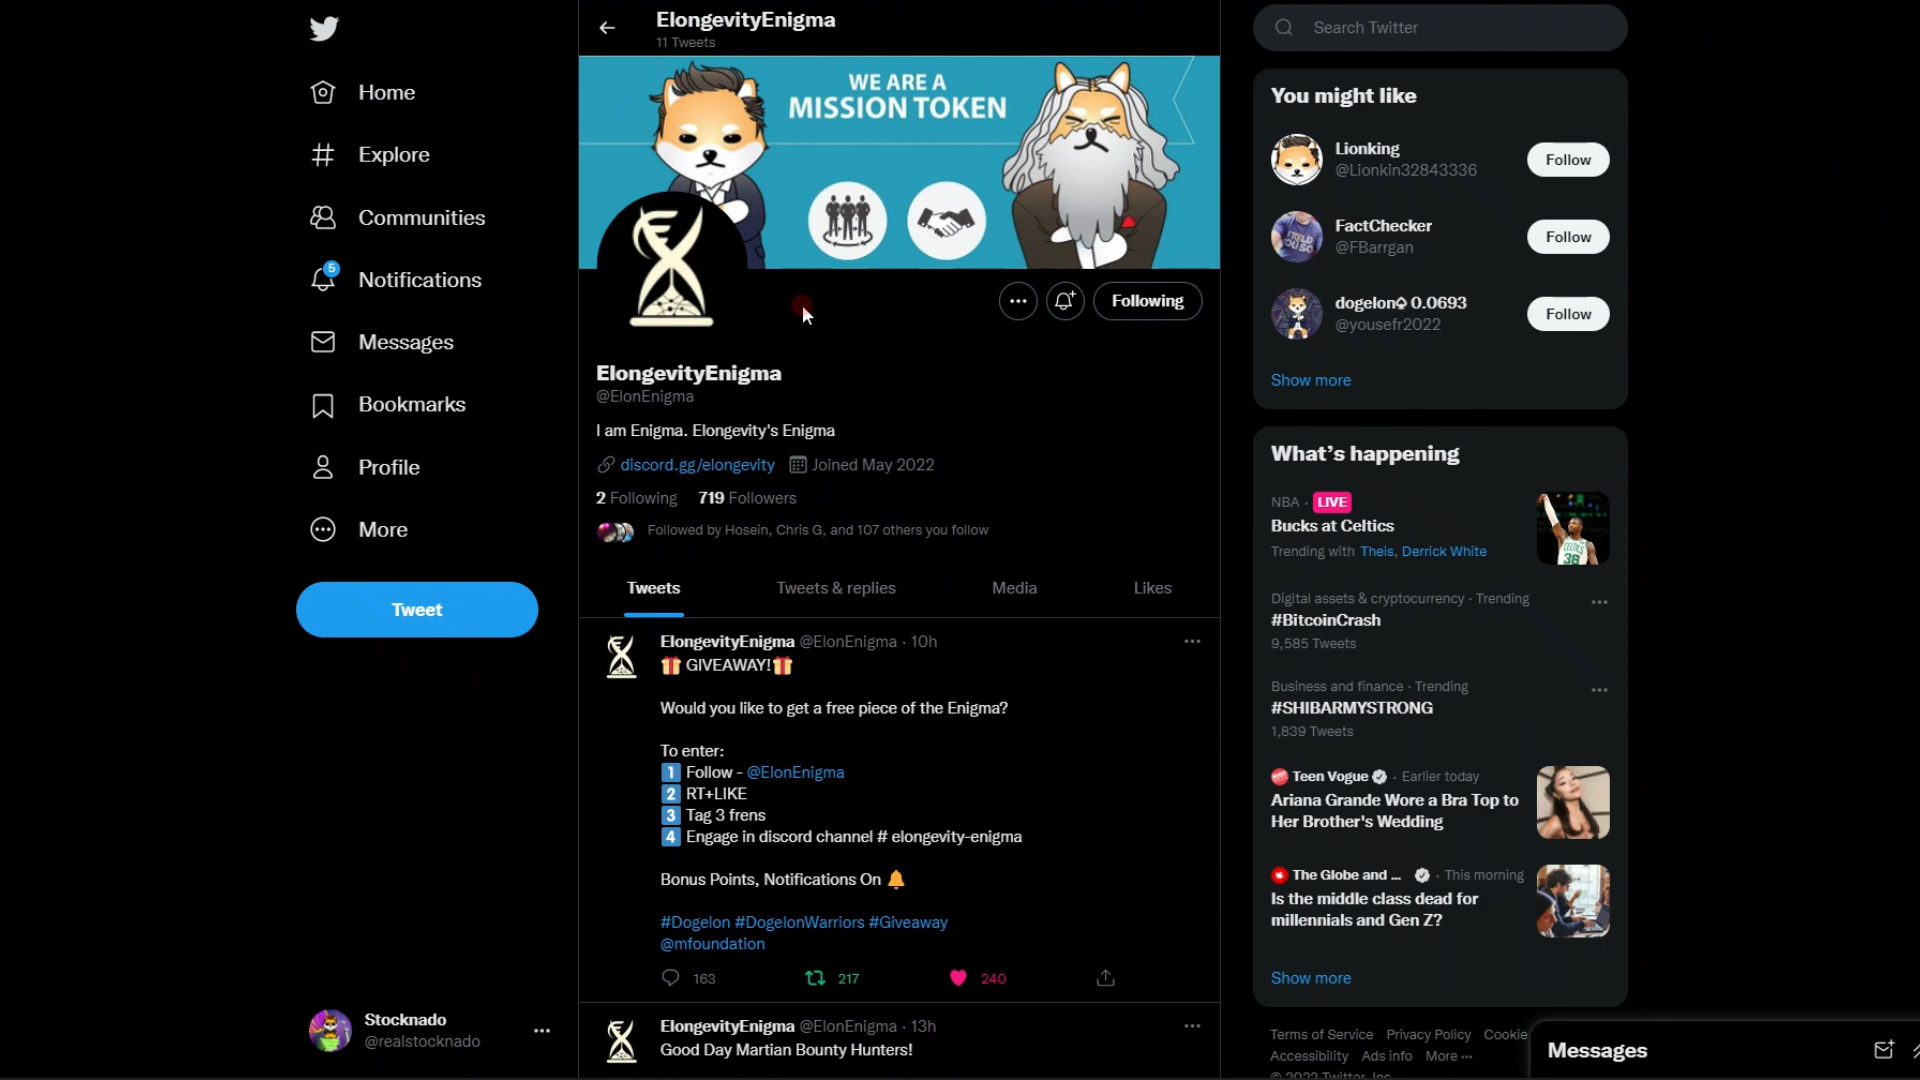 Home
Explore
Communities
5
Notifications
Messages
Bookmarks
Profile
More
Tweet
Stocknado
@realstocknado
ElongevityEnigma
11 Tweets
WE ARE A
MISSION TOKEN
Following
ElongevityEnigma
@ElonEnigma
I am Enigma. Elongevity's Enigma
discord.gg/elongevity Joined May 2022
2 Following 719 Followers
Followed by Hosein, Chris G, and 107 others you follow
Tweets Tweets & replies Media Likes
ElongevityEnigma @ElonEnigma · 10h
🎁 GIVEAWAY!🎁
Would you like to get a free piece of the Enigma?
To enter:
1️⃣ Follow - @ElonEnigma
2️⃣ RT+LIKE
3️⃣ Tag 3 frens
4️⃣ Engage in discord channel # elongevity-enigma
Bonus Points, Notifications On 🔔
#Dogelon #DogelonWarriors #Giveaway
@mfoundation
163 217 240
ElongevityEnigma @ElonEnigma · 13h
Good Day Martian Bounty Hunters!
Search Twitter
You might like
Lionking
@Lionkin32843336
Follow
FactChecker
@FBarrgan
Follow
dogelon♤ 0.0693
@yousefr2022
Follow
Show more
What's happening
NBA · LIVE
Bucks at Celtics
Trending with Theis, Derrick White
Digital assets & cryptocurrency · Trending
#BitcoinCrash
9,585 Tweets
Business and finance · Trending
#SHIBARMYSTRONG
1,839 Tweets
Teen Vogue · Earlier today
Ariana Grande Wore a Bra Top to
Her Brother's Wedding
The Globe and ... · This morning
Is the middle class dead for
millennials and Gen Z?
Show more
Terms of Service Privacy Policy Cookie
Accessibility Ads info More ···
© 2022 Twitter, Inc.
Messages